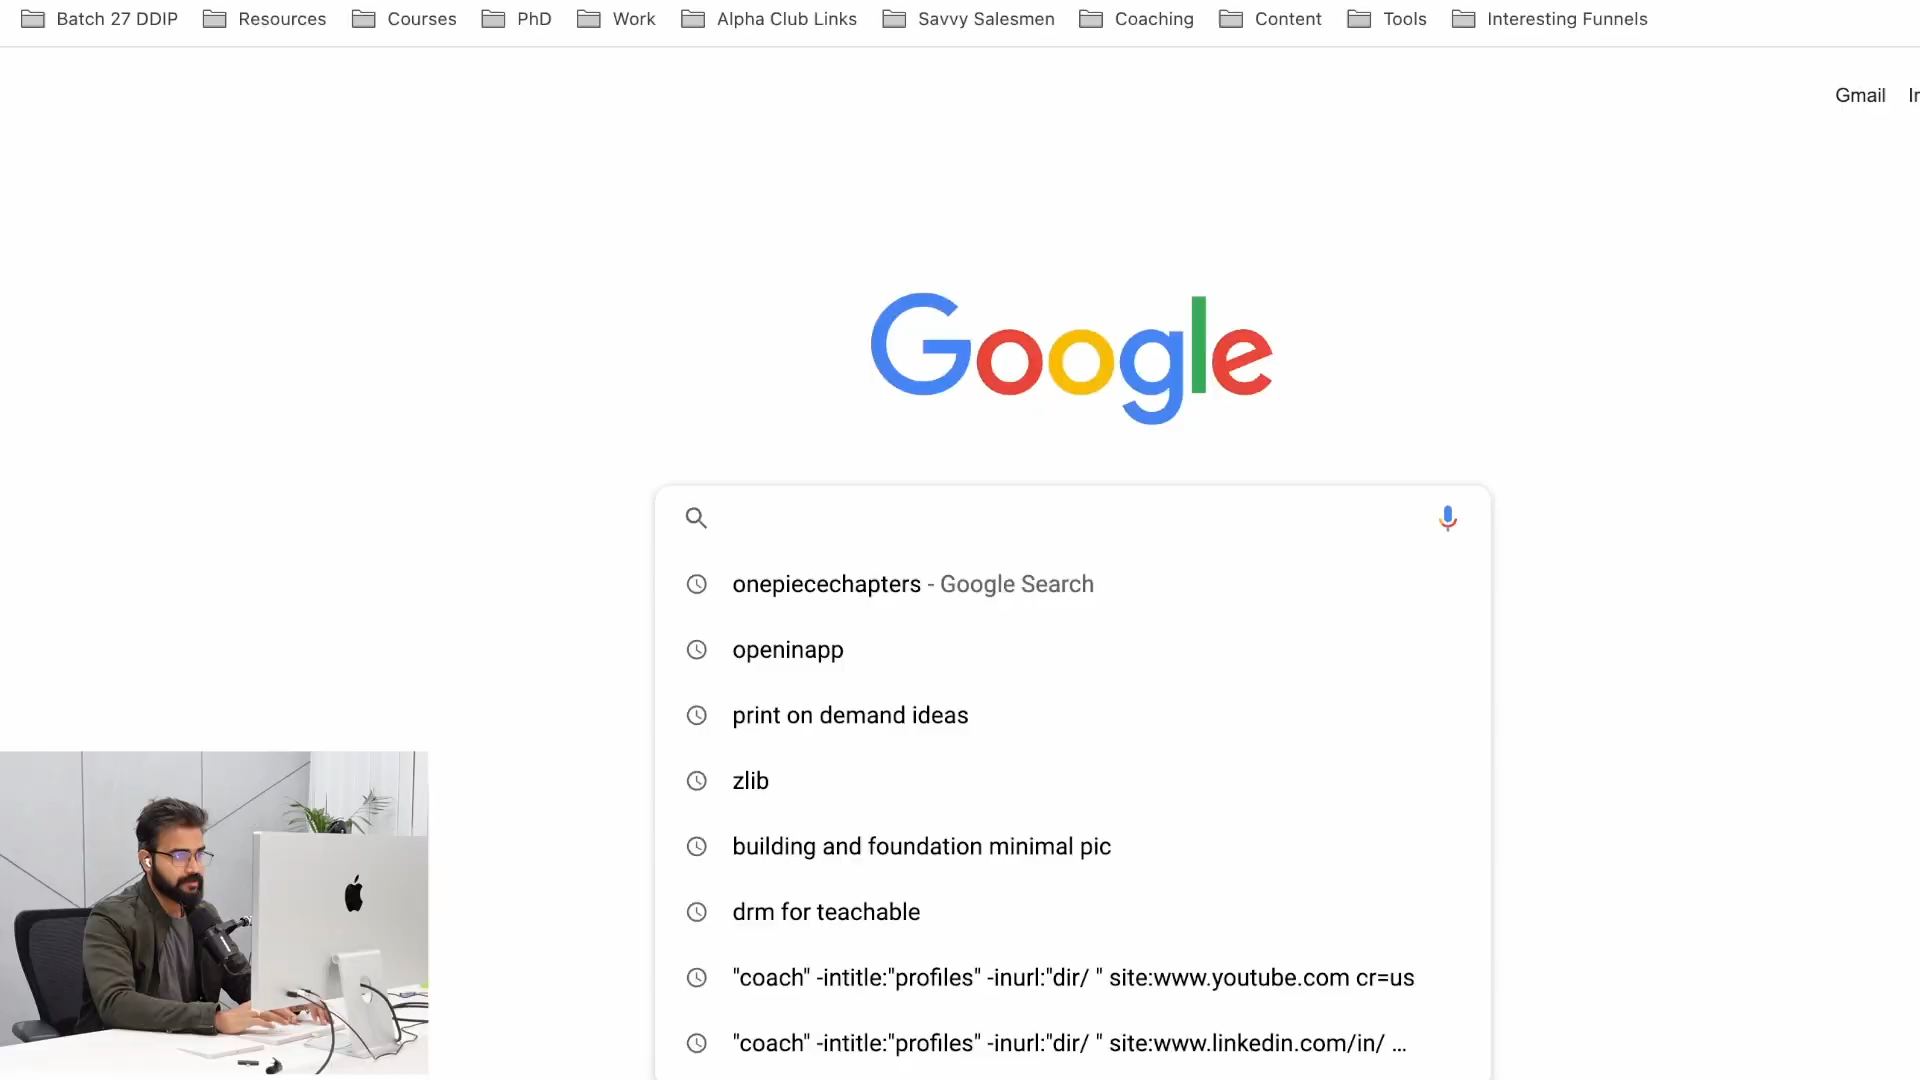 Batch 27 DDIP Resources Courses PhD Work Alpha Club Links Savvy Salesmen Coaching Content Tools Interesting Funnels
Gmail
Google
onepiecechapters - Google Search
openinapp
print on demand ideas
zlib
building and foundation minimal pic
drm for teachable
"coach" -intitle:"profiles" -inurl:"dir/ " site:www.youtube.com cr=us
"coach" -intitle:"profiles" -inurl:"dir/ " site:www.linkedin.com/in/ ...